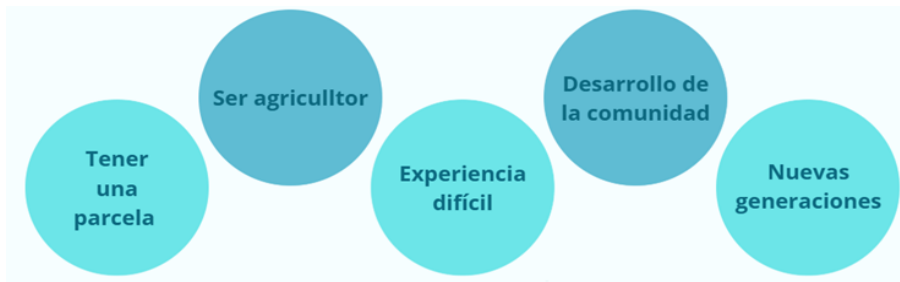 Tener
una
parcela
Ser agriculltor
Experiencia
difícil
Desarrollo de
la comunidad
Nuevas
generaciones